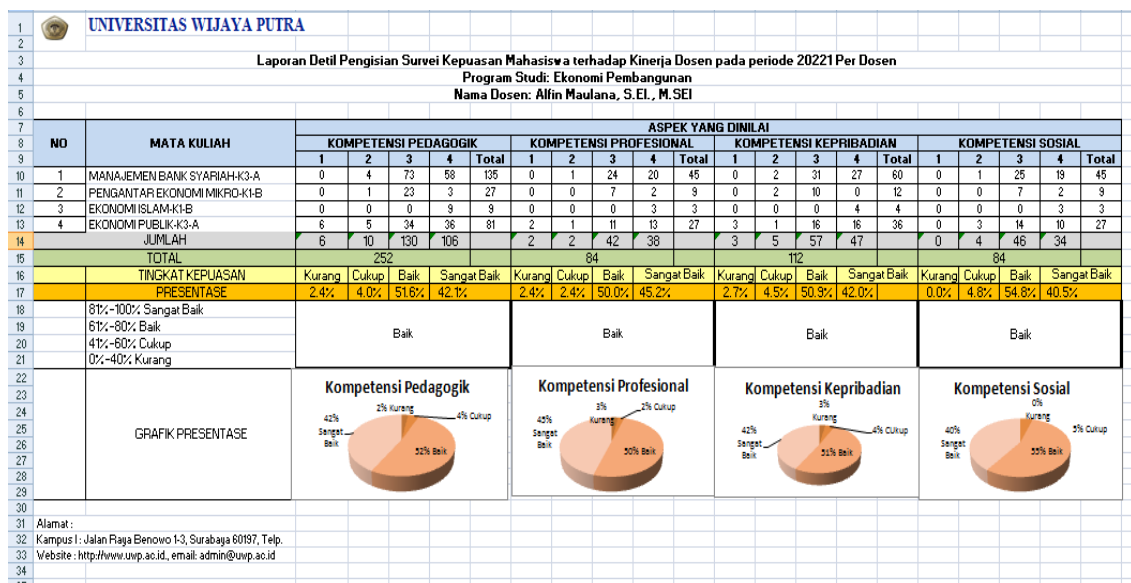 UNIVERSITAS WIJAYA PUTRA
Laporan Detil Pengisian Survei Kepuasan Mahasiswa terhadap Kinerja Dosen pada periode 20221 Per Dosen
Program Studi: Ekonomi Pembangunan
Nama Dosen: Alfin Maulana, S.EI., M.SEI
NO MATA KULIAH ASPEK YANG DINILAI
KOMPETENSI PEDAGOGIK KOMPETENSI PROFESIONAL KOMPETENSI KEPRIBADIAN KOMPETENSI SOSIAL
1 2 3 4 Total 1 2 3 4 Total 1 2 3 4 Total 1 2 3 4 Total
1 MANAJEMEN BANK SYARIAH-K3-A 0 4 73 58 135 0 1 24 20 45 0 2 31 27 60 0 1 25 19 45
2 PENGANTAR EKONOMI MIKRO-K1-B 0 1 23 3 27 0 0 7 2 9 0 2 10 0 12 0 0 7 2 9
3 EKONOMI ISLAM-K1-B 0 0 0 9 9 0 0 0 3 3 0 0 0 4 4 0 0 0 3 3
4 EKONOMI PUBLIK-K3-A 6 5 34 36 81 2 1 11 13 27 3 1 16 16 36 0 3 14 10 27
JUMLAH 6 10 130 106 2 2 42 38 3 5 57 47 0 4 46 34
TOTAL 252 84 112 84
TINGKAT KEPUASAN Kurang Cukup Baik Sangat Baik Kurang Cukup Baik Sangat Baik Kurang Cukup Baik Sangat Baik Kurang Cukup Baik Sangat Baik
PRESENTASE 2.4% 4.0% 51.6% 42.1% 2.4% 2.4% 50.0% 45.2% 2.7% 4.5% 50.9% 42.0% 0.0% 4.8% 54.8% 40.5%
81%-100% Sangat Baik
61%-80% Baik
41%-60% Cukup
0%-40% Kurang
Baik Baik Baik Baik
GRAFIK PRESENTASE
Kompetensi Pedagogik
2% Kurang
4% Cukup
42% Sangat Baik
52% Baik
Kompetensi Profesional
3% Kurang
2% Cukup
45% Sangat Baik
50% Baik
Kompetensi Kepribadian
3% Kurang
4% Cukup
42% Sangat Baik
51% Baik
Kompetensi Sosial
0% Kurang
5% Cukup
40% Sangat Baik
55% Baik
Alamat :
Kampus I : Jalan Raya Benowo 1-3, Surabaya 60197, Telp.
Website : http://www.uwp.ac.id., email: admin@uwp.ac.id